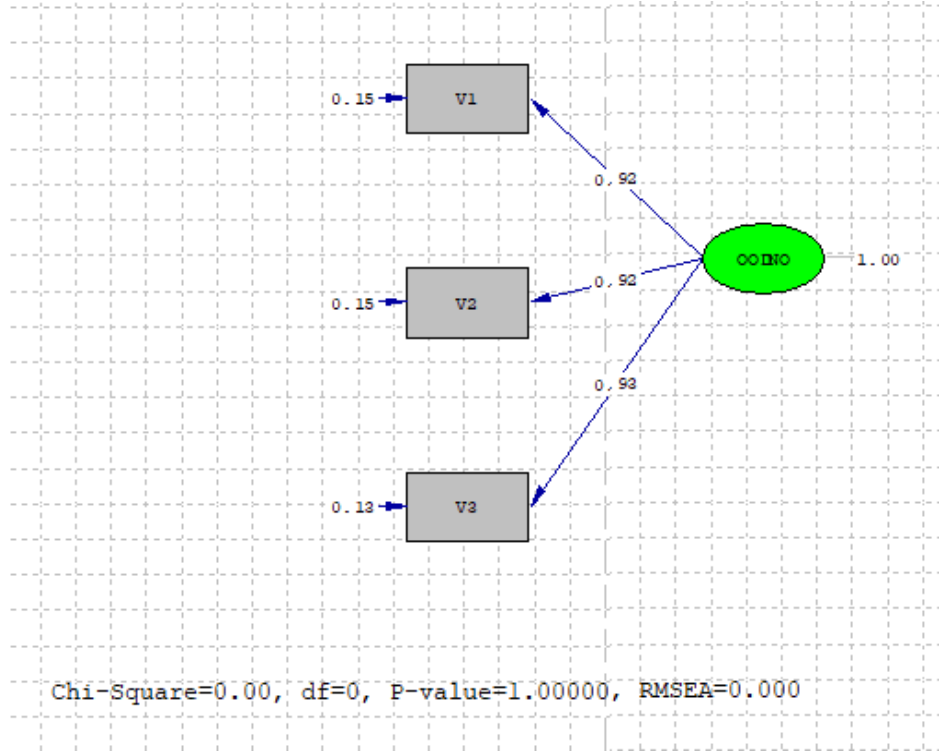 0.15 V1
0.92
OOINO 1.00
0.15 V2
0.92
0.93
0.13 V3
Chi-Square=0.00, df=0, P-value=1.00000, RMSEA=0.000